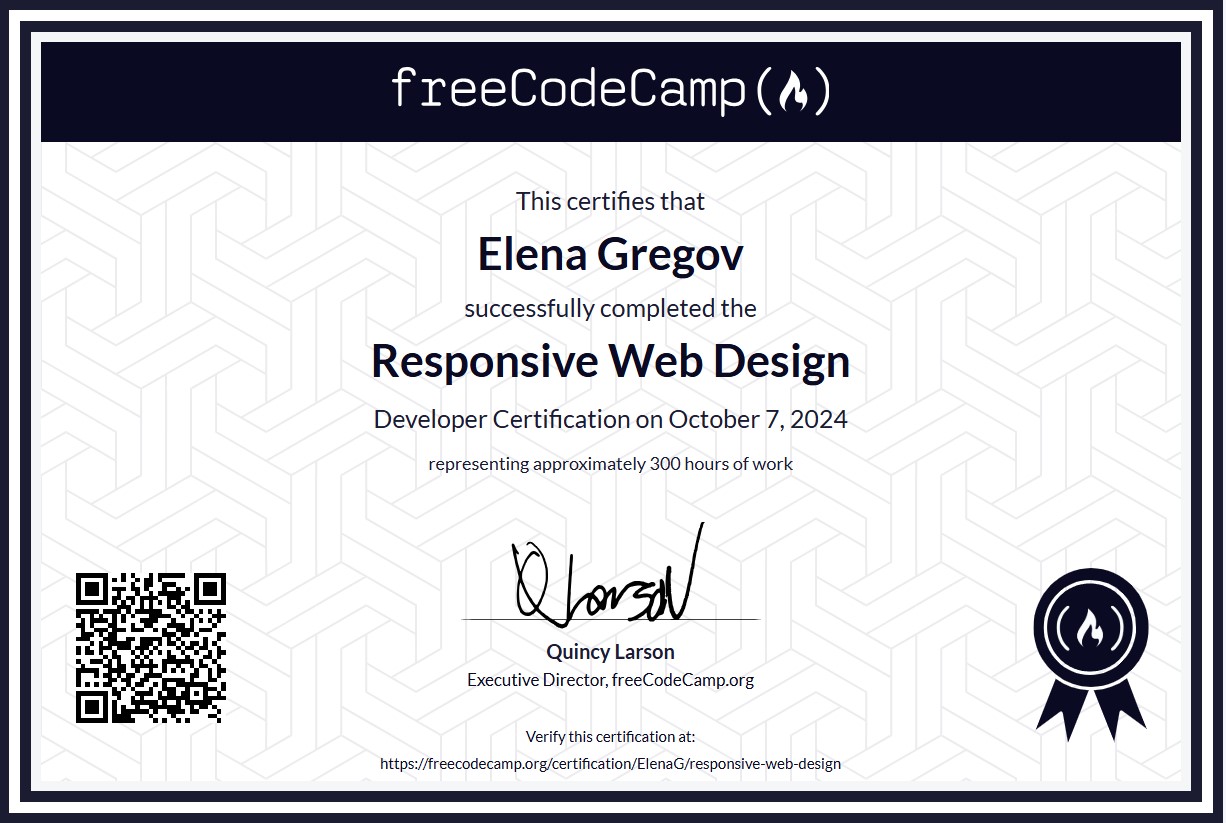 freeCodeCamp
This certifies that
Elena Gregov
successfully completed the
Responsive Web Design
Developer Certification on October 7, 2024
representing approximately 300 hours of work
Quincy Larson
Executive Director, freeCodeCamp.org
Verify this certification at:
https://freecodecamp.org/certification/ElenaG/responsive-web-design